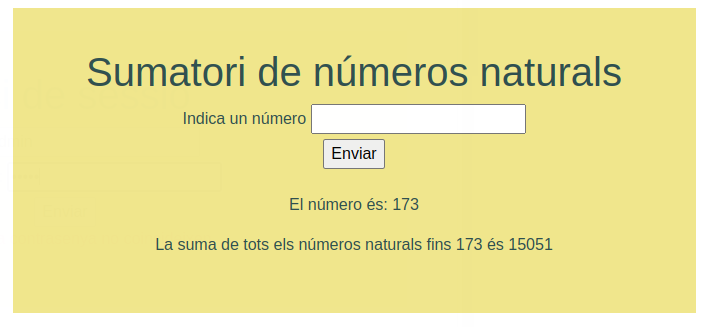 Sumatori de números naturals
Indica un número
Enviar
El número és: 173
La suma de tots els números naturals fins 173 és 15051